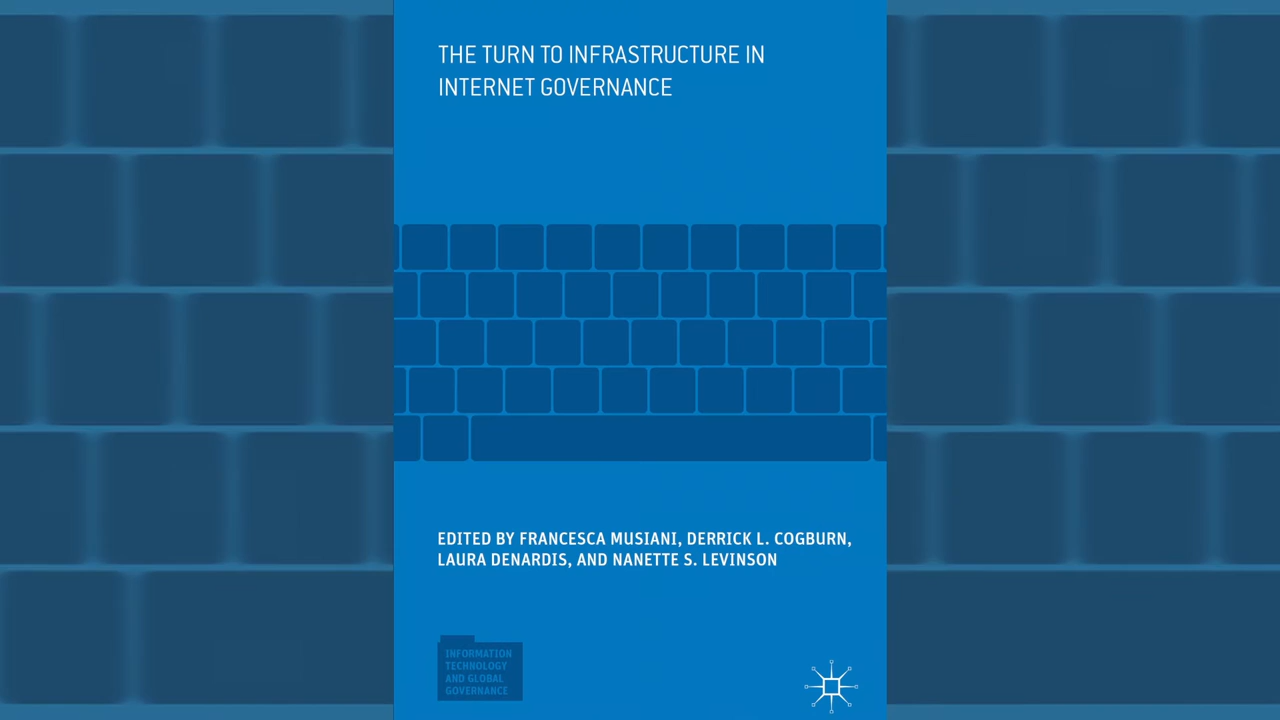 THE TURN TO INFRASTRUCTURE IN
INTERNET GOVERNANCE
EDITED BY FRANCESCA MUSIANI, DERRICK L. COGBURN,
LAURA DENARDIS, AND NANETTE S. LEVINSON
INFORMATION
TECHNOLOGY
AND GLOBAL
GOVERNANCE